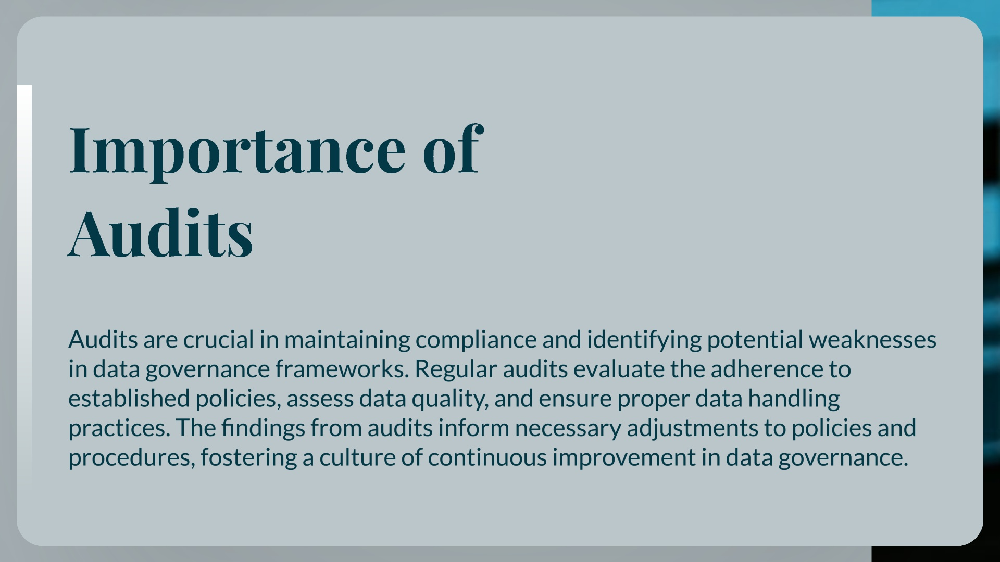 Importance of
Audits
Audits are crucial in maintaining compliance and identifying potential weaknesses
in data governance frameworks. Regular audits evaluate the adherence to
established policies, assess data quality, and ensure proper data handling
practices. The findings from audits inform necessary adjustments to policies and
procedures, fostering a culture of continuous improvement in data governance.